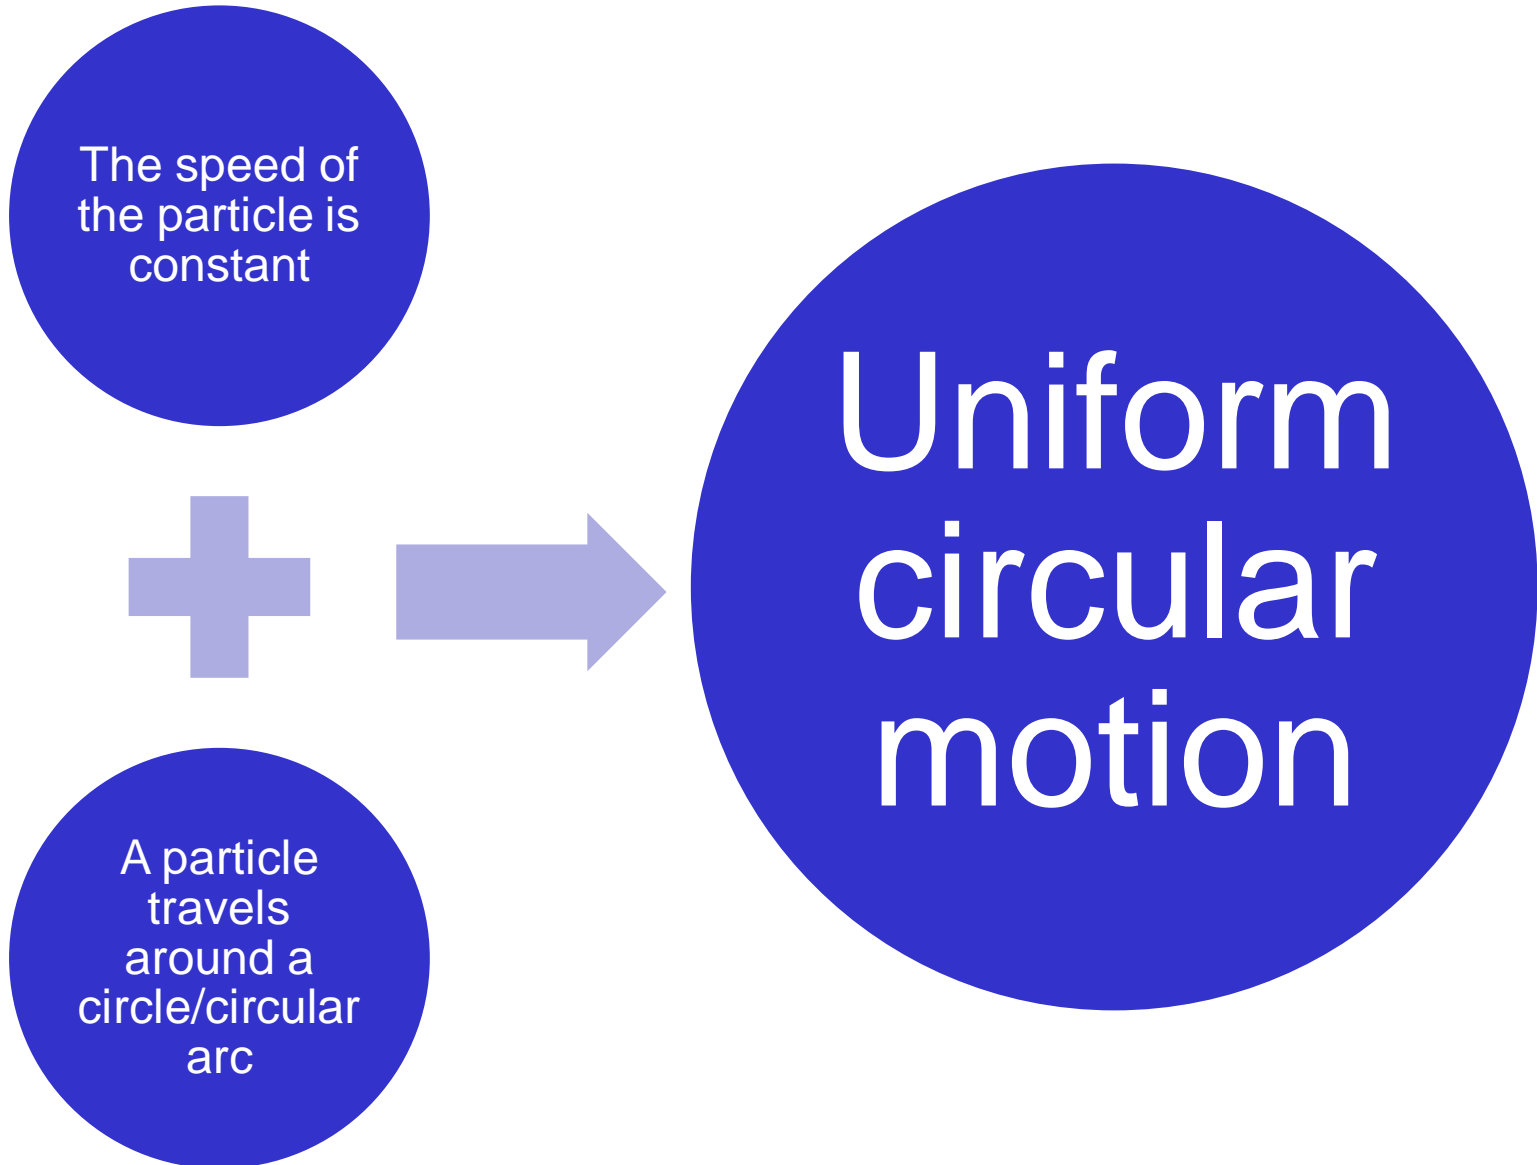 The speed of
the particle is
constant
A particle
travels
around a
circle/circular
arc
Uniform
circular
motion